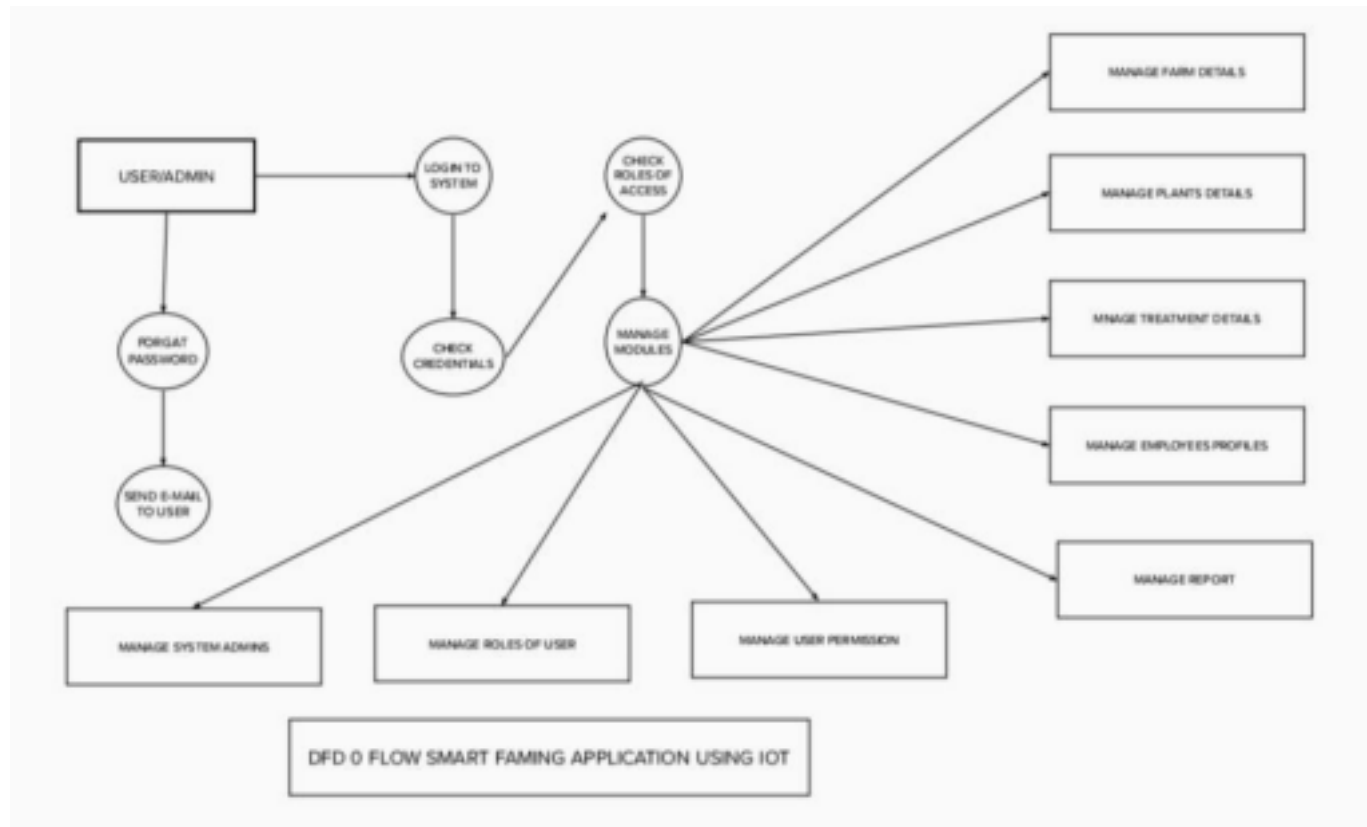 MANAGE FARM DETAILS
USER/ADMIN
LOGIN TO
SYSTEM
CHECK
ROLES OF
ACCESS
MANAGE PLANTS DETAILS
MNAGE TREATMENT DETAILS
FORGAT
PASSWORD
CHECK
CREDENTIALS
MANAGE
MODULES
MANAGE EMPLOYEES PROFILES
SEND E-MAIL
TO USER
MANAGE REPORT
MANAGE SYSTEM ADMINS
MANAGE ROLES OF USER
MANAGE USER PERMISSION
DFD 0 FLOW SMART FAMING APPLICATION USING IOT